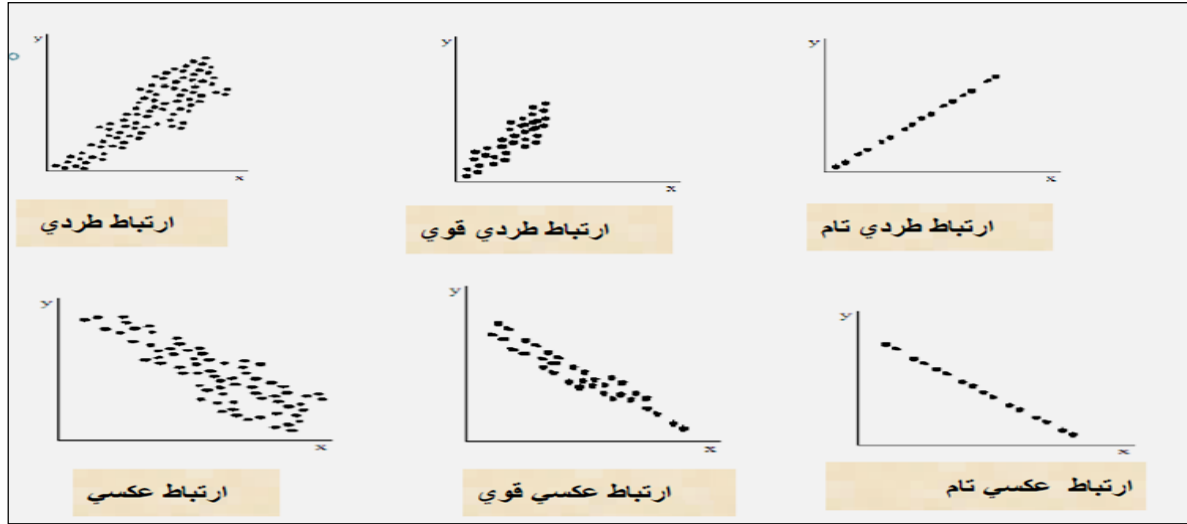 y
x
y
x
y
x
ارتباط طردي تام
ارتباط طردي قوي
ارتباط طردي
y
x
y
x
y
x
ارتباط عكسي تام
ارتباط عكسي قوي
ارتباط عكسي